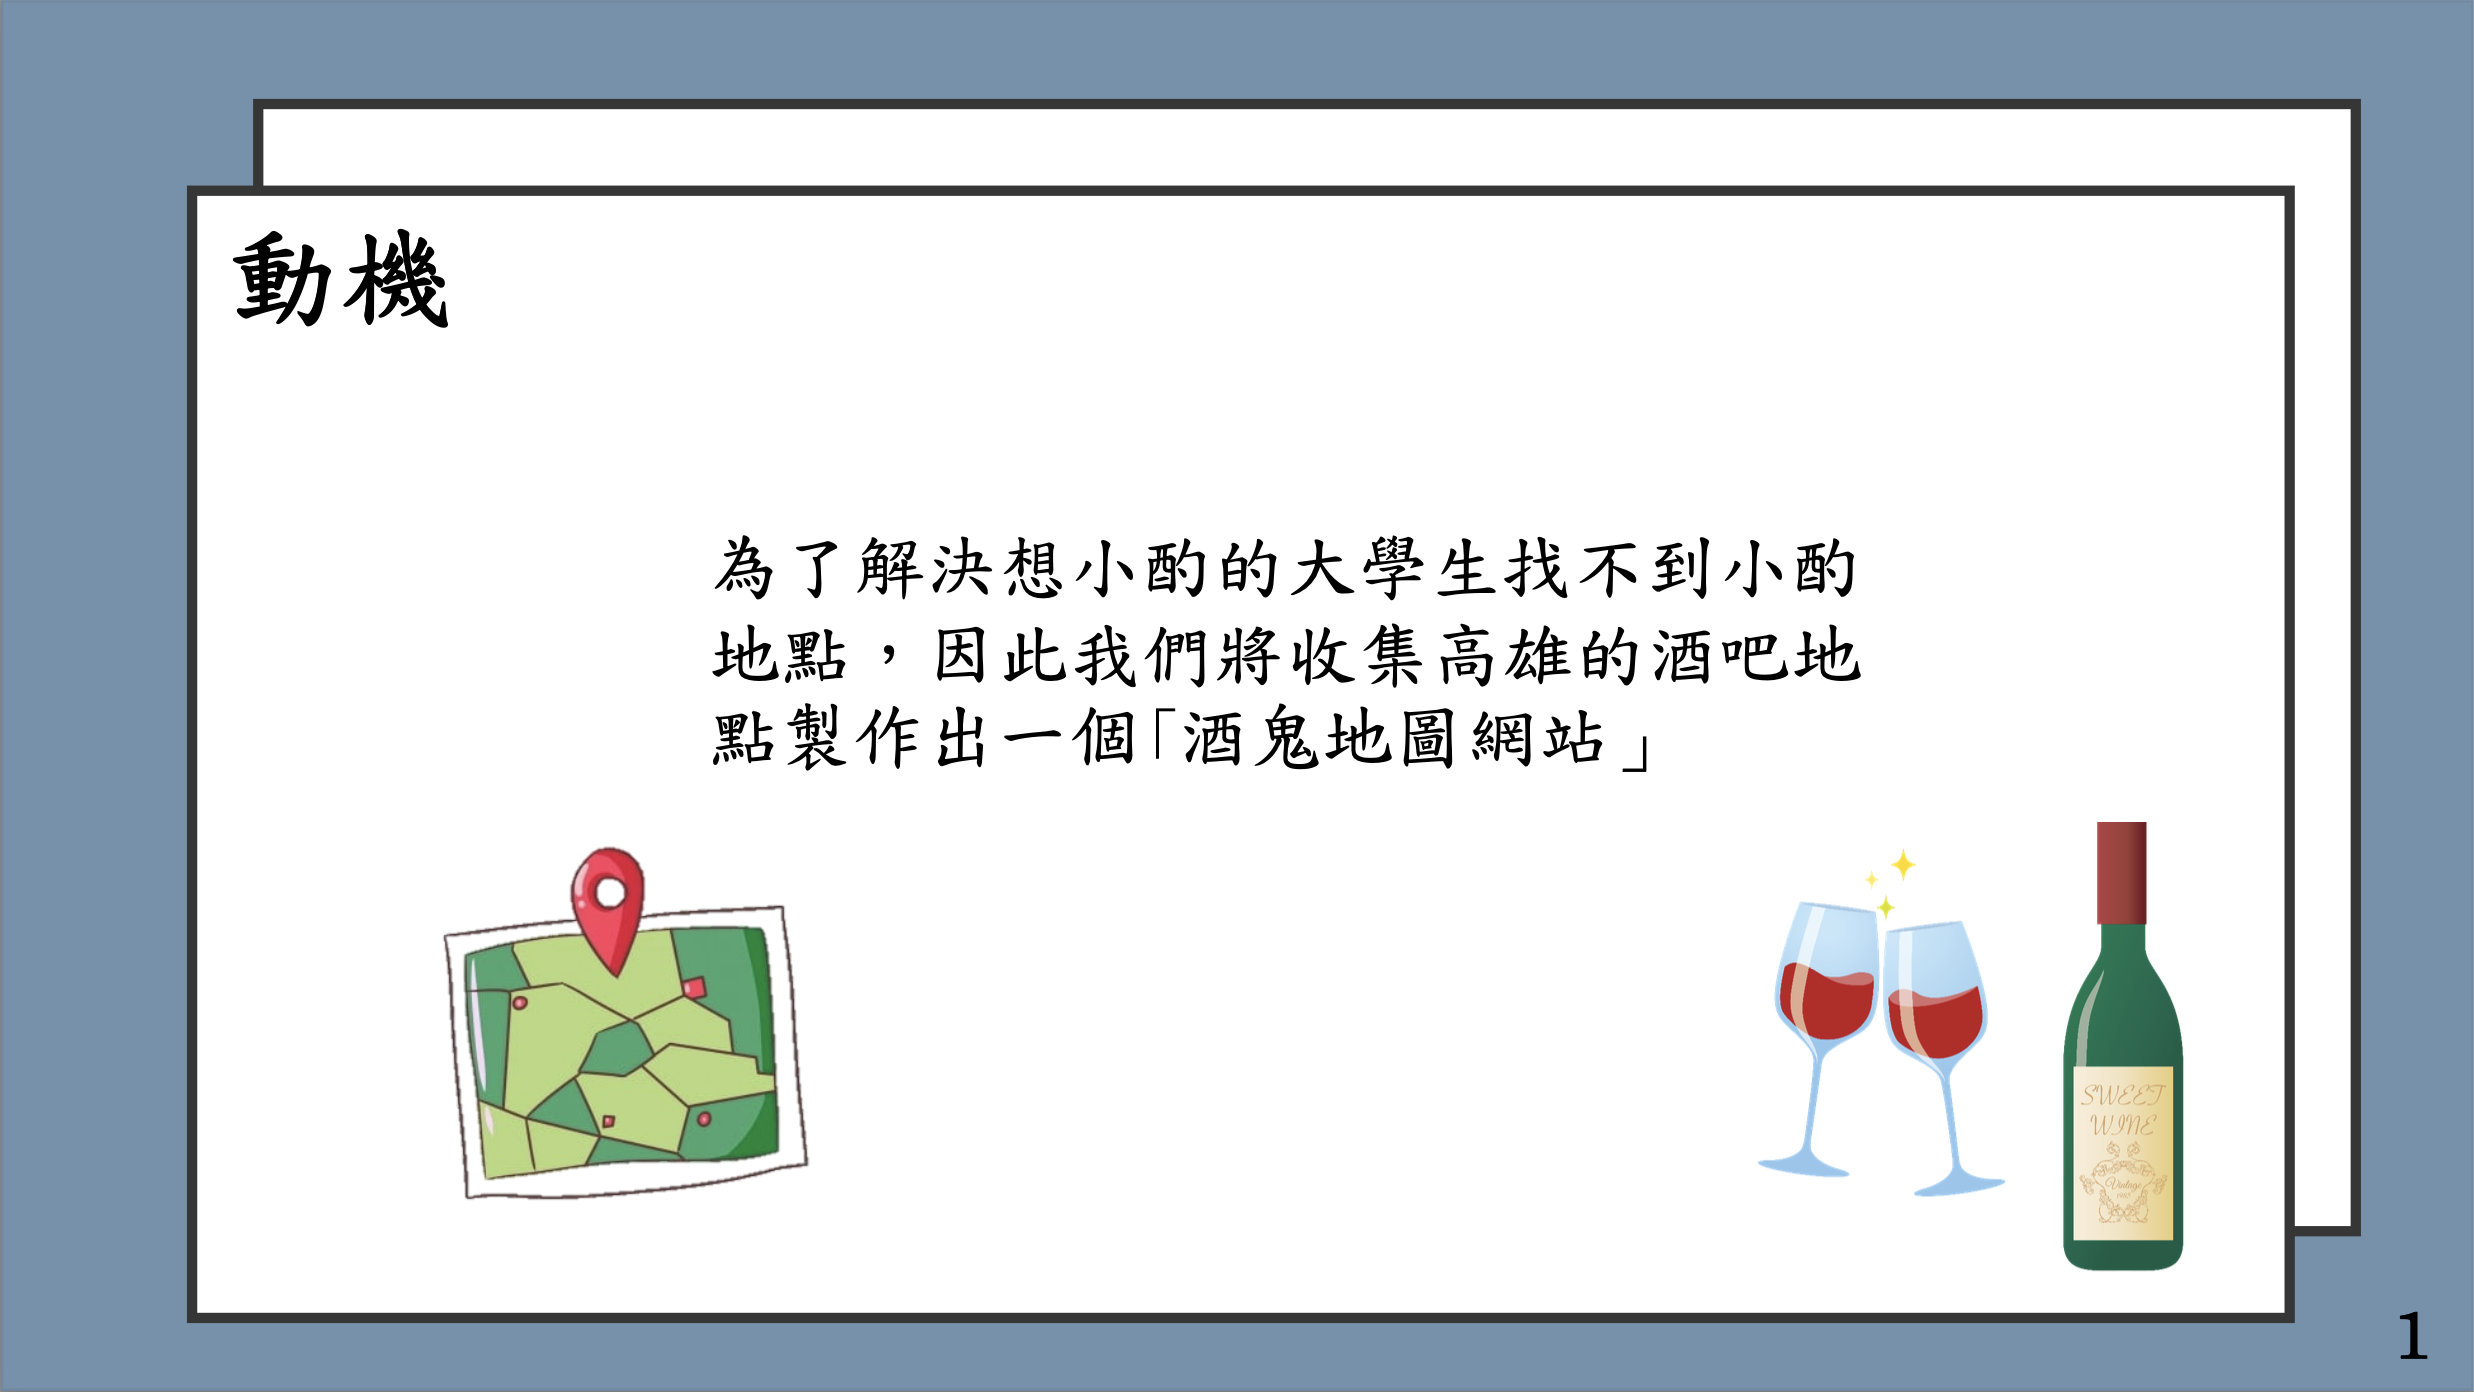 動機
為了解決想小酌的大學生找不到小酌
地點，因此我們將收集高雄的酒吧地
點製作出一個「酒鬼地圖網站」
SWEET
WINE
Vintage
1